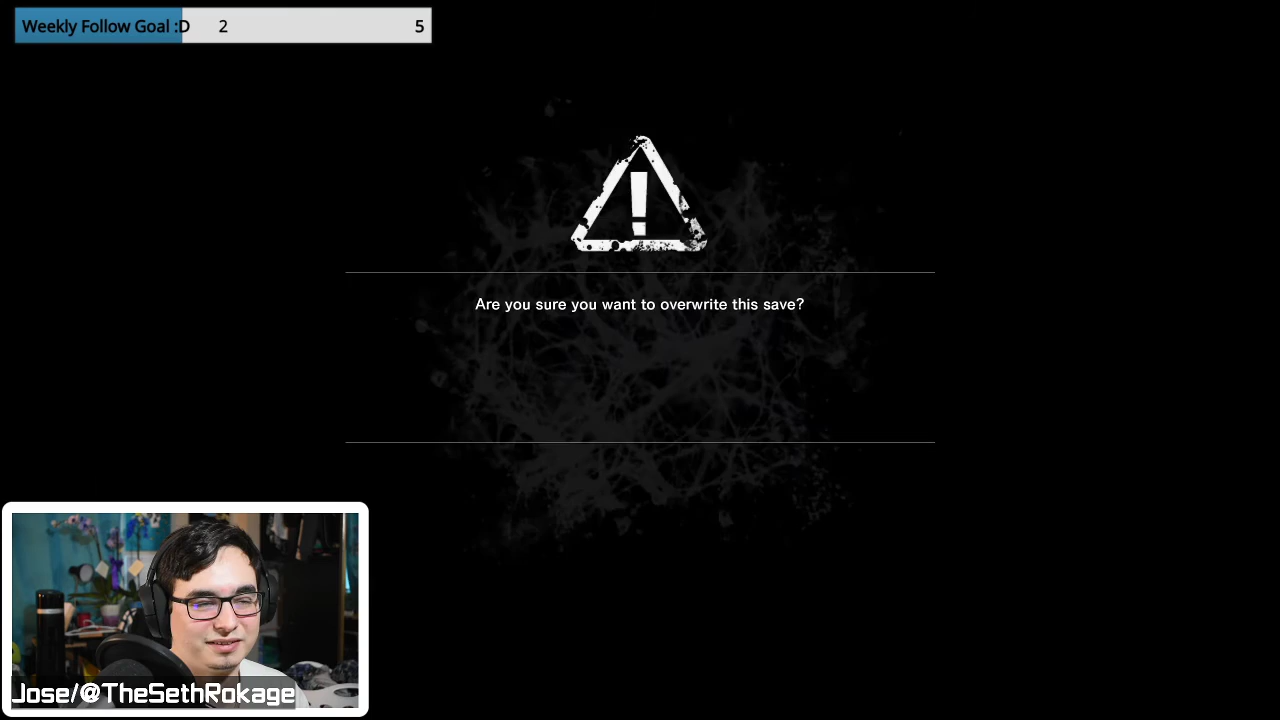 Weekly Follow Goal :D 2 5
Are you sure you want to overwrite this save?
Jose/@TheSethRokage